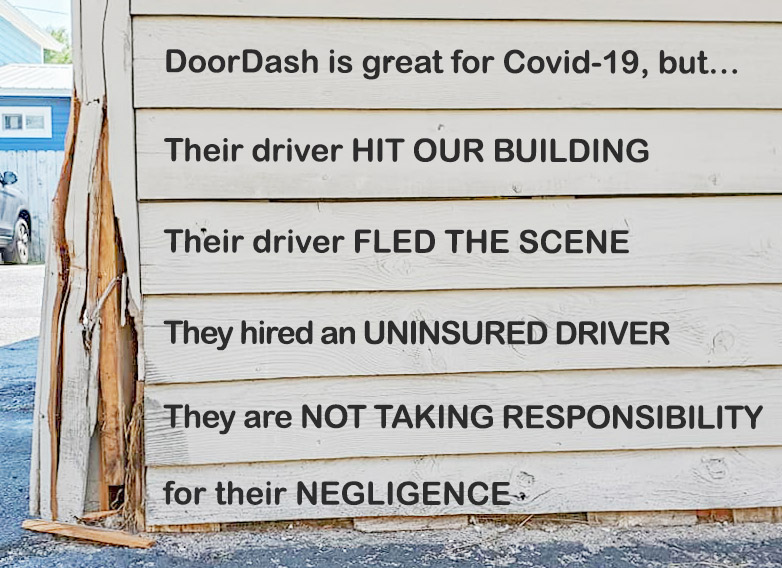 DoorDash is great for Covid-19, but...
Their driver HIT OUR BUILDING
Their driver FLED THE SCENE
They hired an UNINSURED DRIVER
They are NOT TAKING RESPONSIBILITY
for their NEGLIGENCE